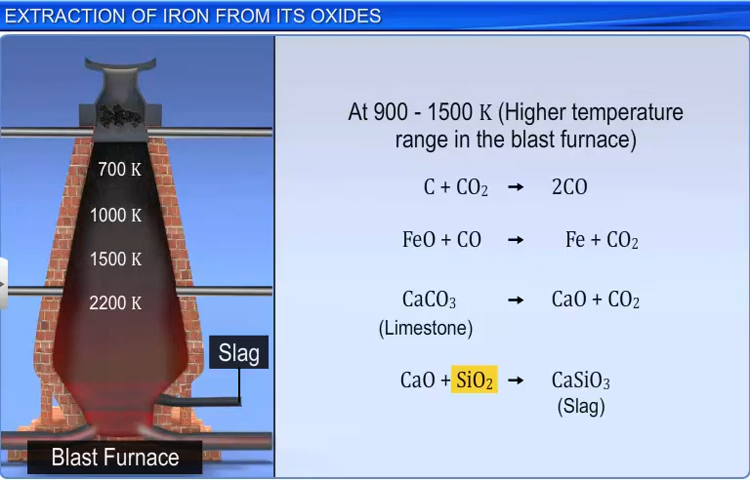 EXTRACTION OF IRON FROM ITS OXIDES
700 K
1000 K
1500 K
2200 K
Slag
Blast Furnace
At 900 - 1500 K (Higher temperature
range in the blast furnace)
C + CO₂ → 2CO
FeO + CO → Fe + CO₂
CaCO₃ → CaO + CO₂
(Limestone)
CaO + SiO₂ → CaSiO₃
(Slag)